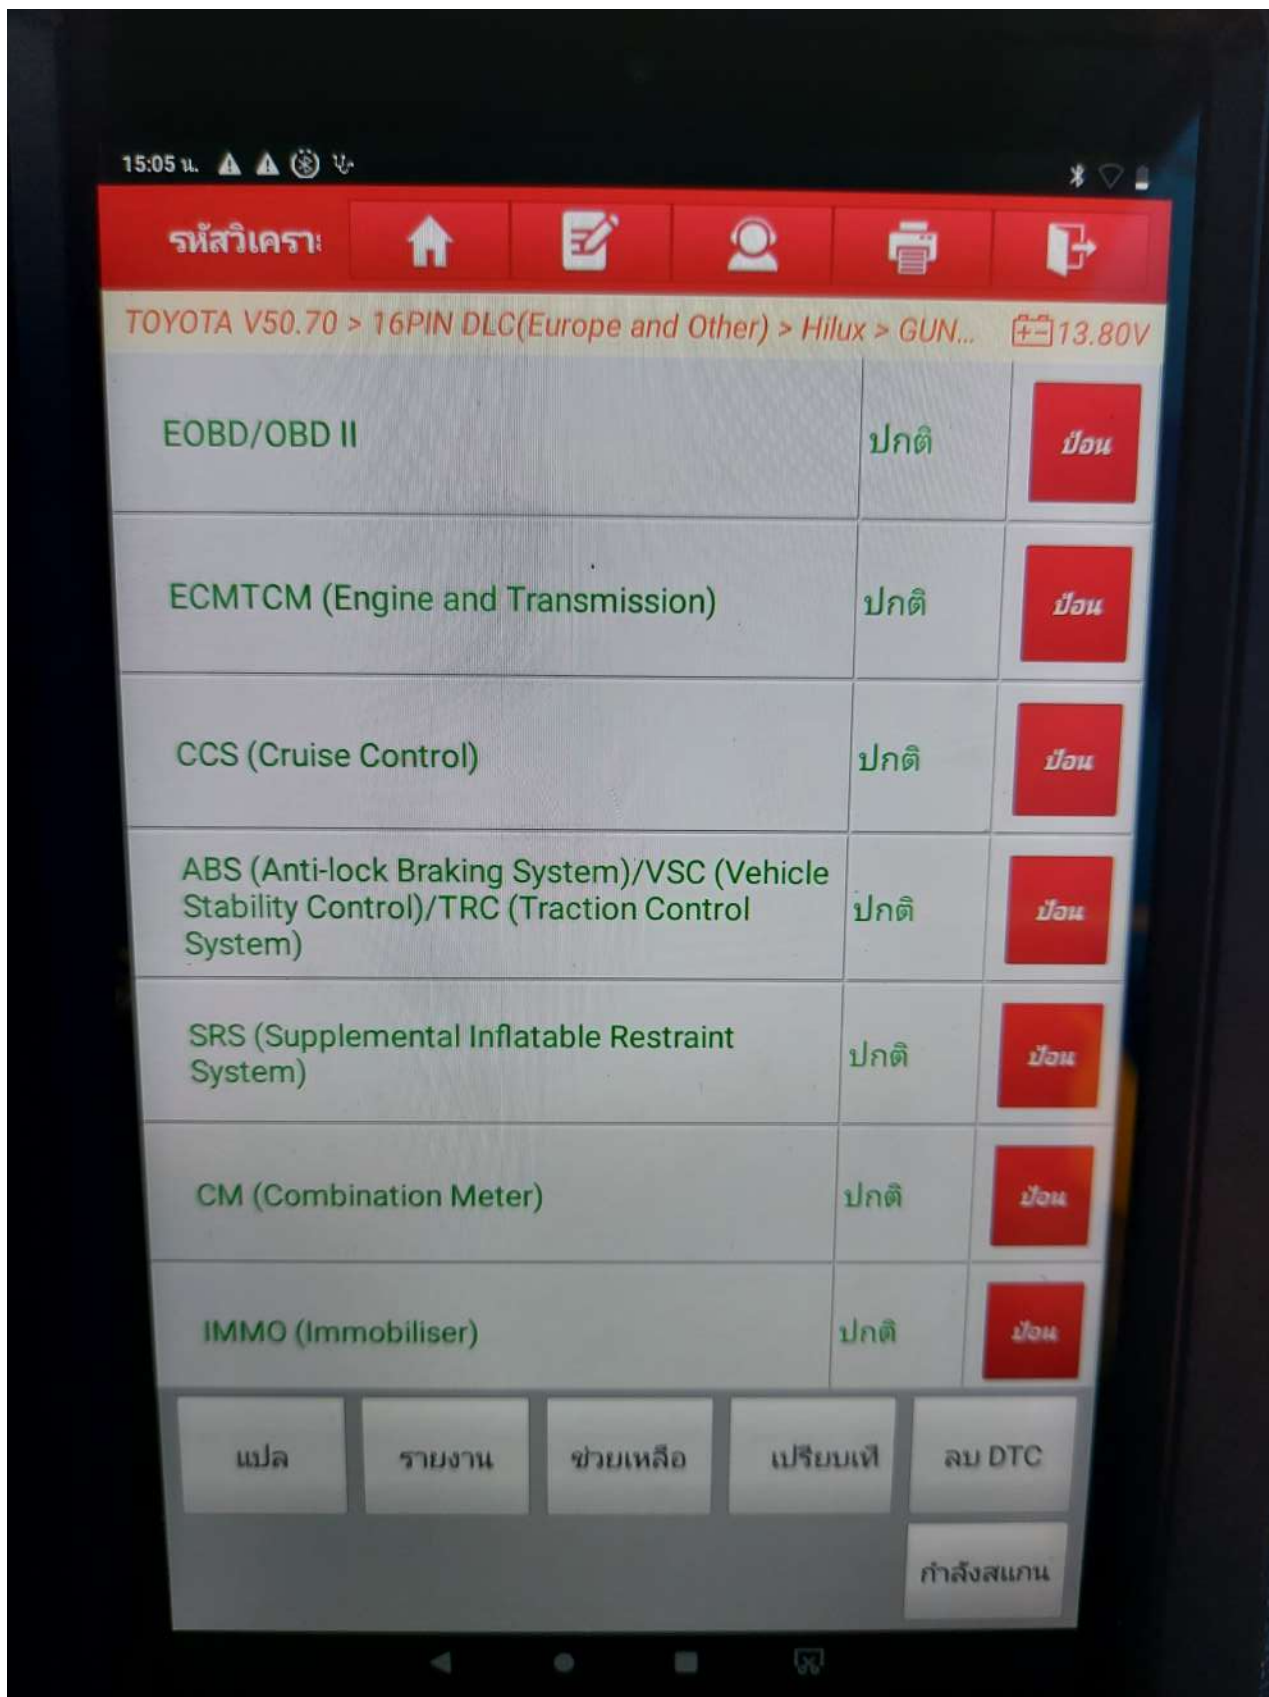 15:05 น.
รหัสวิเคราะ
TOYOTA V50.70 > 16PIN DLC(Europe and Other) > Hilux > GUN... 13.80V
EOBD/OBD II ปกติ ป้อน
ECMTCM (Engine and Transmission) ปกติ ป้อน
CCS (Cruise Control) ปกติ ป้อน
ABS (Anti-lock Braking System)/VSC (Vehicle
Stability Control)/TRC (Traction Control
System) ปกติ ป้อน
SRS (Supplemental Inflatable Restraint
System) ปกติ ป้อน
CM (Combination Meter) ปกติ ป้อน
IMMO (Immobiliser) ปกติ ป้อน
แปล รายงาน ช่วยเหลือ เปรียบเที ลบ DTC
กำลังสแกน